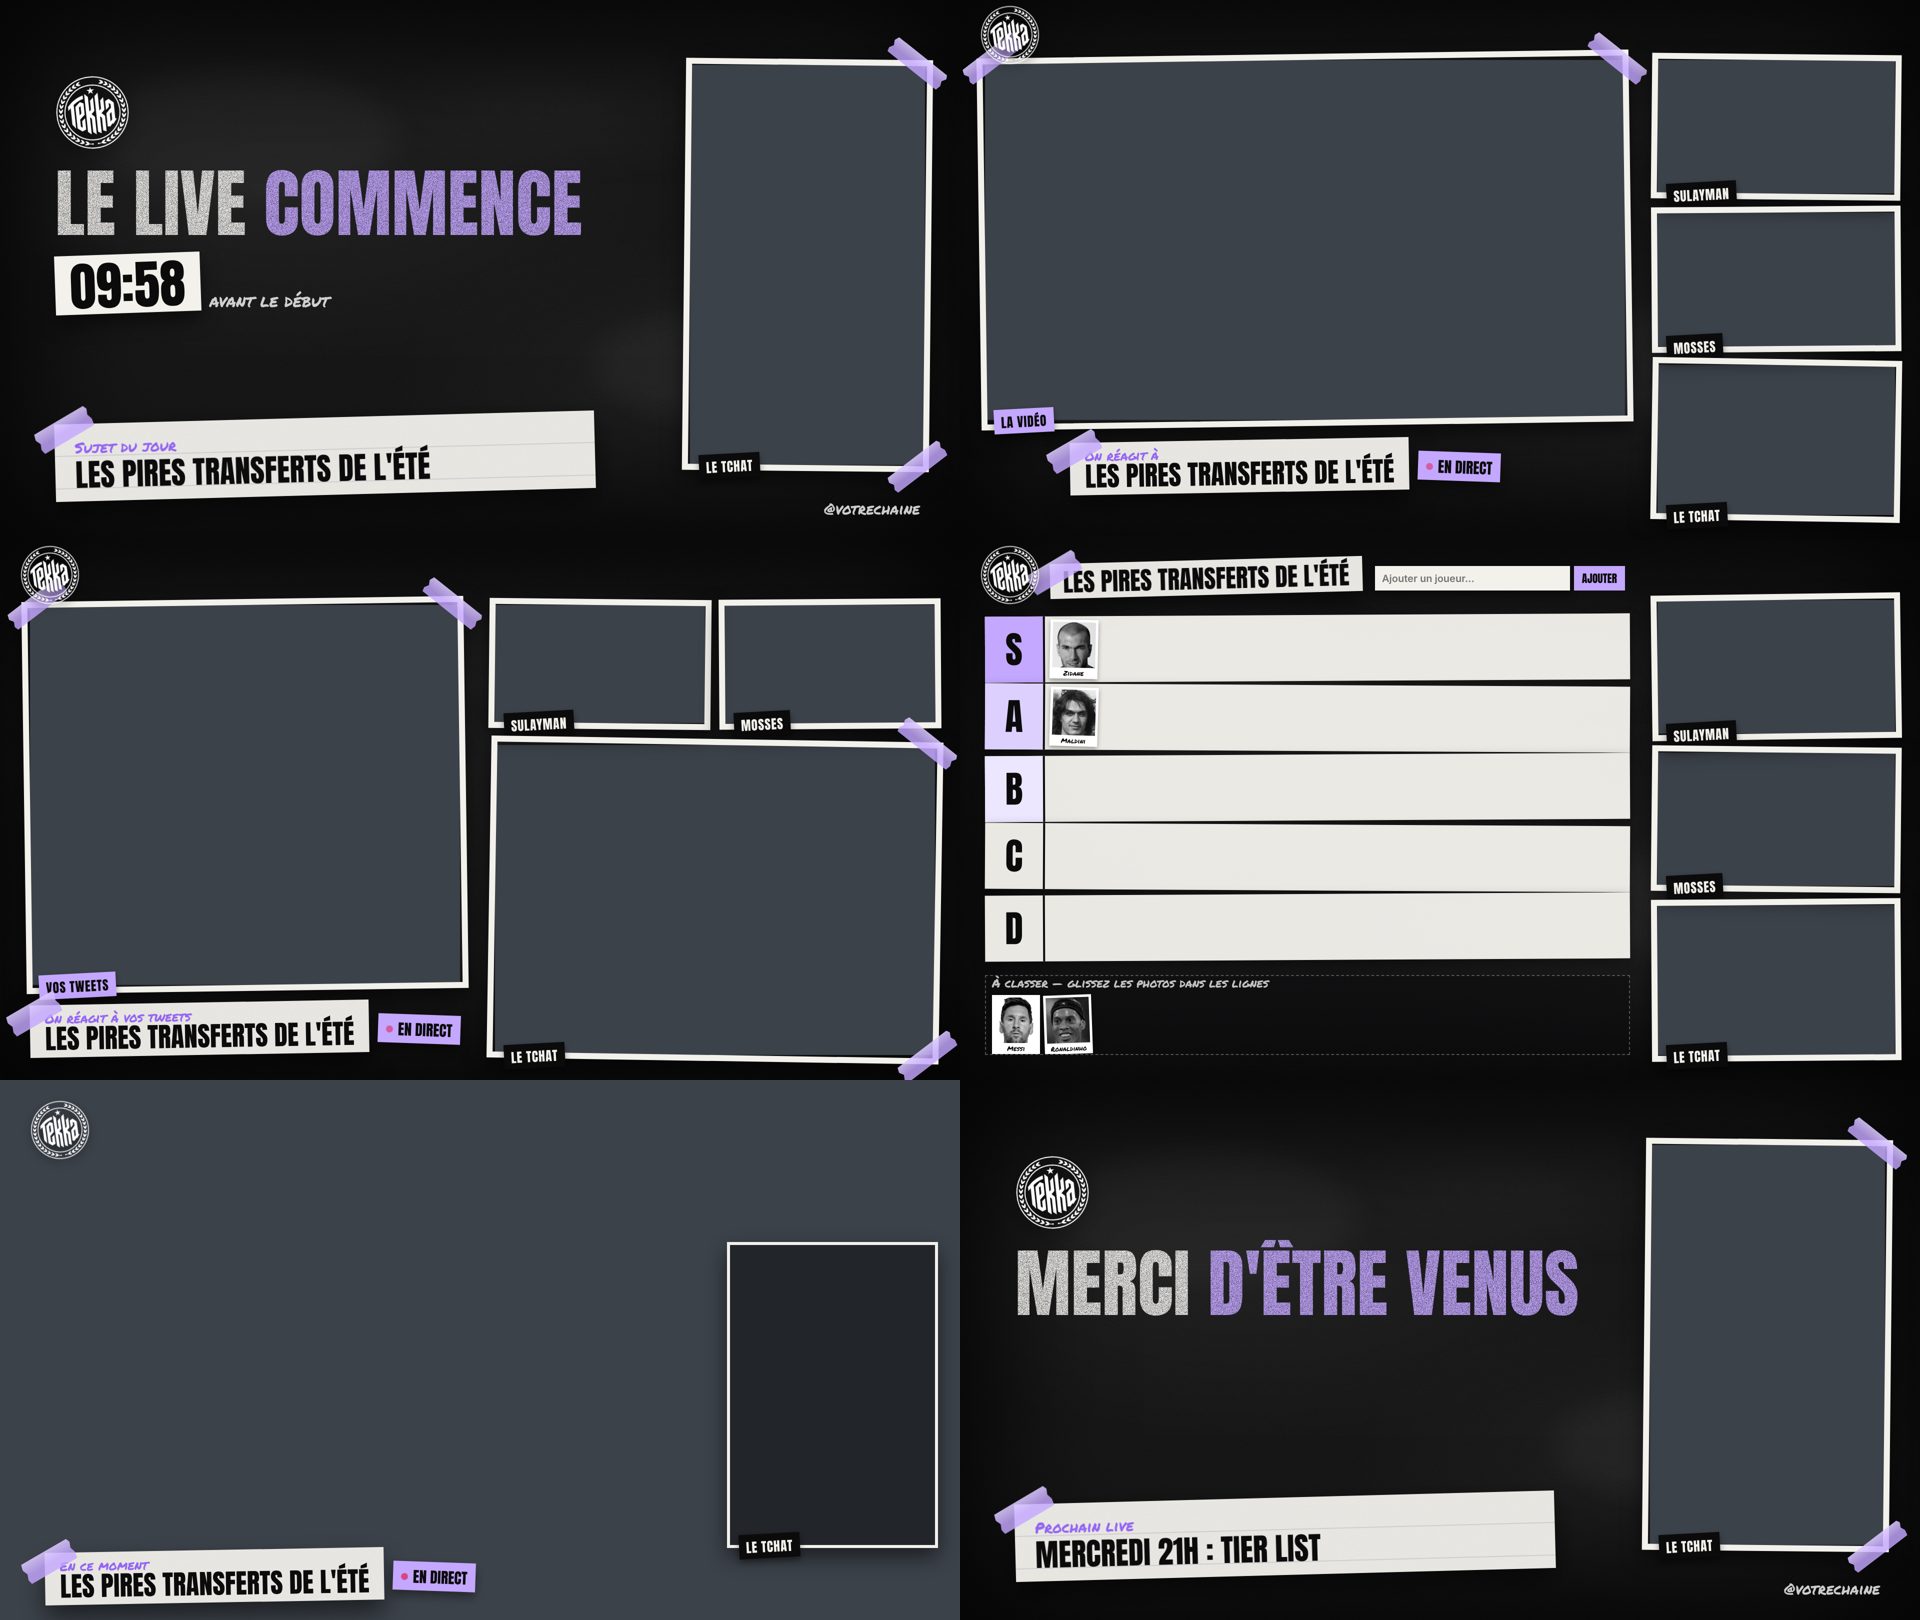 Tekka
LE LIVE COMMENCE
09:58
AVANT LE DÉBUT
SUJET DU JOUR
LES PIRES TRANSFERTS DE L'ÉTÉ
LE TCHAT
@VOTRECHAINE
Tekka
LA VIDÉO
ON RÉAGIT À
LES PIRES TRANSFERTS DE L'ÉTÉ
EN DIRECT
SULAYMAN
MOSSES
LE TCHAT
Tekka
VOS TWEETS
ON RÉAGIT À VOS TWEETS
LES PIRES TRANSFERTS DE L'ÉTÉ
EN DIRECT
SULAYMAN
MOSSES
LE TCHAT
Tekka
LES PIRES TRANSFERTS DE L'ÉTÉ
Ajouter un joueur...
AJOUTER
S
ZIDANE
A
MALDINI
B
C
D
À CLASSER — GLISSEZ LES PHOTOS DANS LES LIGNES
MESSI
RONALDINHO
SULAYMAN
MOSSES
LE TCHAT
Tekka
LE TCHAT
EN CE MOMENT
LES PIRES TRANSFERTS DE L'ÉTÉ
EN DIRECT
Tekka
MERCI D'ÊTRE VENUS
PROCHAIN LIVE
MERCREDI 21H : TIER LIST
LE TCHAT
@VOTRECHAINE